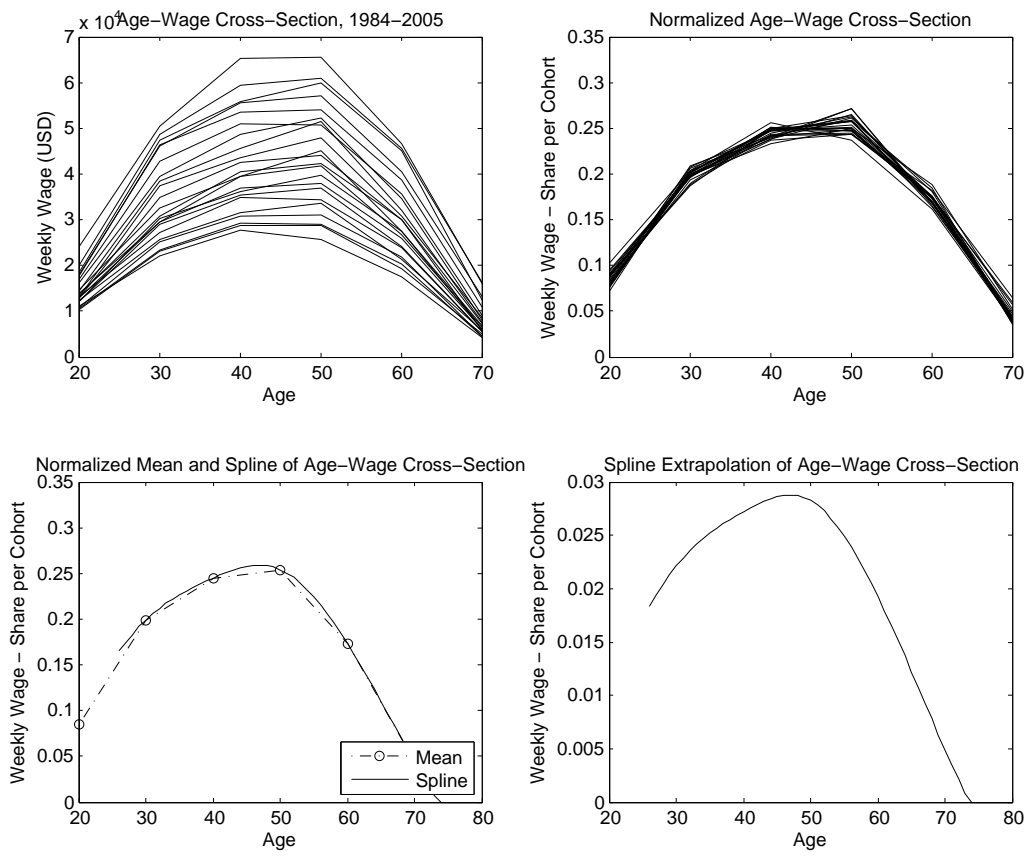 x 10⁴
Age−Wage Cross−Section, 1984−2005
7
6
5
4
3
2
1
0
Weekly Wage (USD)
20 30 40 50 60 70
Age
Normalized Age−Wage Cross−Section
0.35
0.3
0.25
0.2
0.15
0.1
0.05
0
Weekly Wage − Share per Cohort
20 30 40 50 60 70
Age
Normalized Mean and Spline of Age−Wage Cross−Section
0.35
0.3
0.25
0.2
0.15
0.1
0.05
0
Weekly Wage − Share per Cohort
Mean
Spline
20 30 40 50 60 70 80
Age
Spline Extrapolation of Age−Wage Cross−Section
0.03
0.025
0.02
0.015
0.01
0.005
0
Weekly Wage − Share per Cohort
20 30 40 50 60 70 80
Age